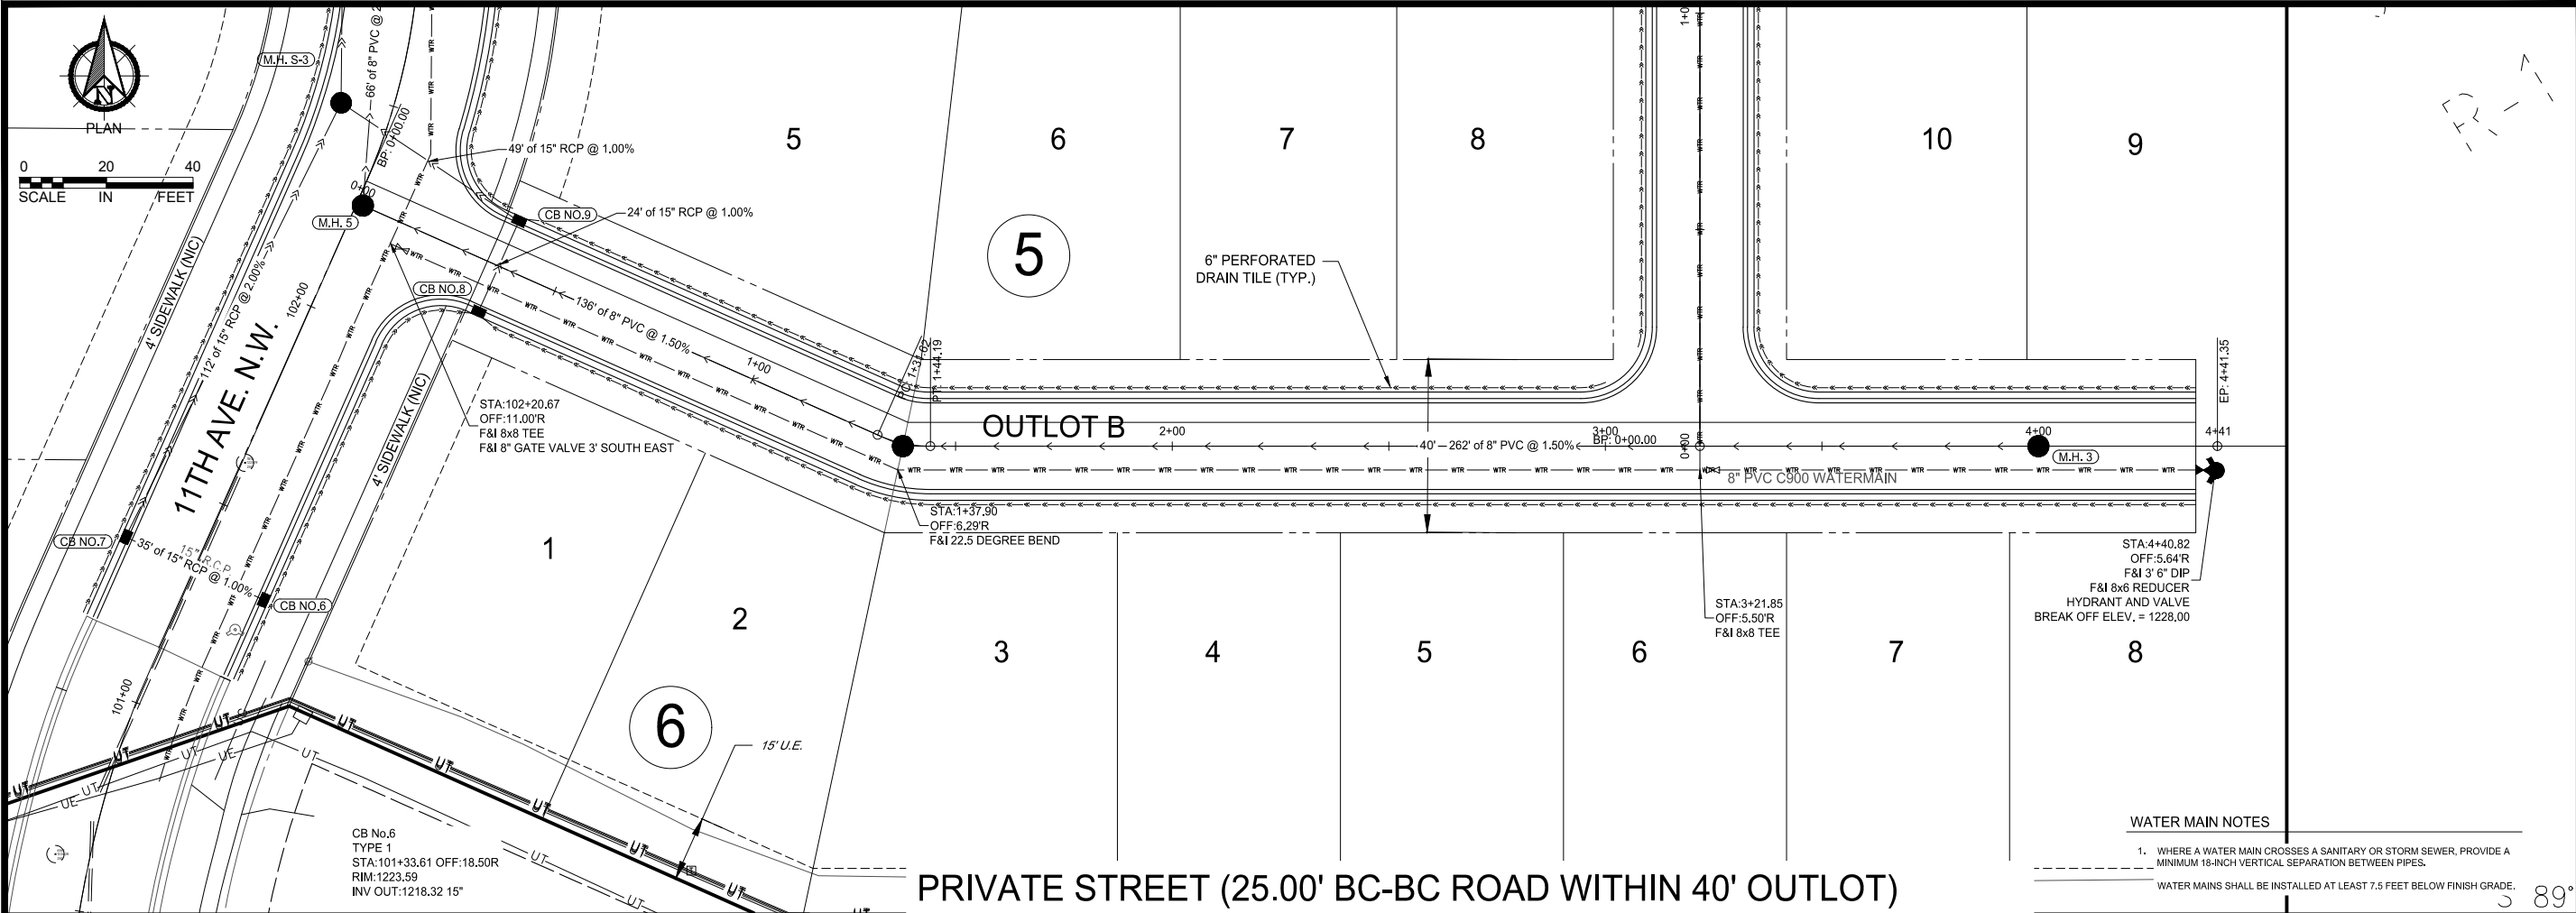 N
PLAN
0 20 40
SCALE IN FEET
M.H. S-3
66' of 8" PVC @ 2
BP: 0+00.00
0+00
M.H. 5
49' of 15" RCP @ 1.00%
CB NO.9
24' of 15" RCP @ 1.00%
CB NO.8
136' of 8" PVC @ 1.50%
1+00
4' SIDEWALK (NIC)
112' of 15" RCP @ 2.00%
102+00
11TH AVE. N.W.
4' SIDEWALK (NIC)
CB NO.7
35' of 15" RCP @ 1.00%
15" R.C.P
CB NO.6
101+00
STA:102+20.67
OFF:11.00'R
F&I 8x8 TEE
F&I 8" GATE VALVE 3' SOUTH EAST
PC: 1+31.62
PT: 1+44.19
STA:1+37.90
OFF:6.29'R
F&I 22.5 DEGREE BEND
5
6
7
8
10
9
5
6" PERFORATED
DRAIN TILE (TYP.)
1+0
OUTLOT B
2+00
40'
262' of 8" PVC @ 1.50%
3+00
BP: 0+00.00
0+00
4+00
M.H. 3
4+41
EP: 4+41.35
8" PVC C900 WATERMAIN
WTR
STA:3+21.85
OFF:5.50'R
F&I 8x8 TEE
STA:4+40.82
OFF:5.64'R
F&I 3' 6" DIP
F&I 8x6 REDUCER
HYDRANT AND VALVE
BREAK OFF ELEV. = 1228.00
1
2
3
4
5
6
7
8
6
15' U.E.
UT
UE
CB No.6
TYPE 1
STA:101+33.61 OFF:18.50R
RIM:1223.59
INV OUT:1218.32 15"
PRIVATE STREET (25.00' BC-BC ROAD WITHIN 40' OUTLOT)
R-1
WATER MAIN NOTES
1. WHERE A WATER MAIN CROSSES A SANITARY OR STORM SEWER, PROVIDE A
MINIMUM 18-INCH VERTICAL SEPARATION BETWEEN PIPES.
WATER MAINS SHALL BE INSTALLED AT LEAST 7.5 FEET BELOW FINISH GRADE.
S 89°